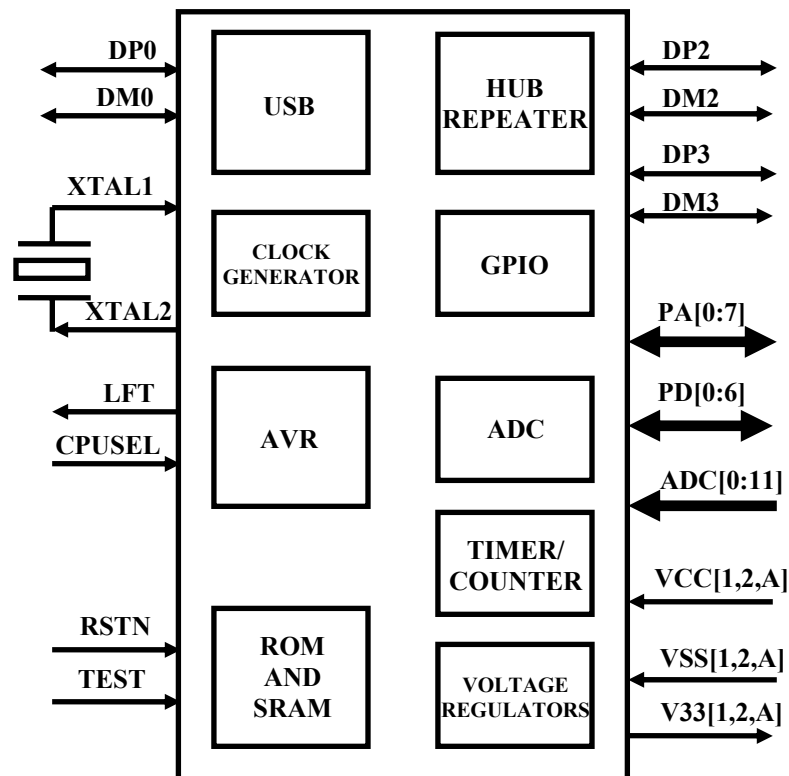 DP0
DM0
XTAL1
XTAL2
LFT
CPUSEL
RSTN
TEST
USB
CLOCK
GENERATOR
AVR
ROM
AND
SRAM
HUB
REPEATER
GPIO
ADC
TIMER/
COUNTER
VOLTAGE
REGULATORS
DP2
DM2
DP3
DM3
PA[0:7]
PD[0:6]
ADC[0:11]
VCC[1,2,A]
VSS[1,2,A]
V33[1,2,A]